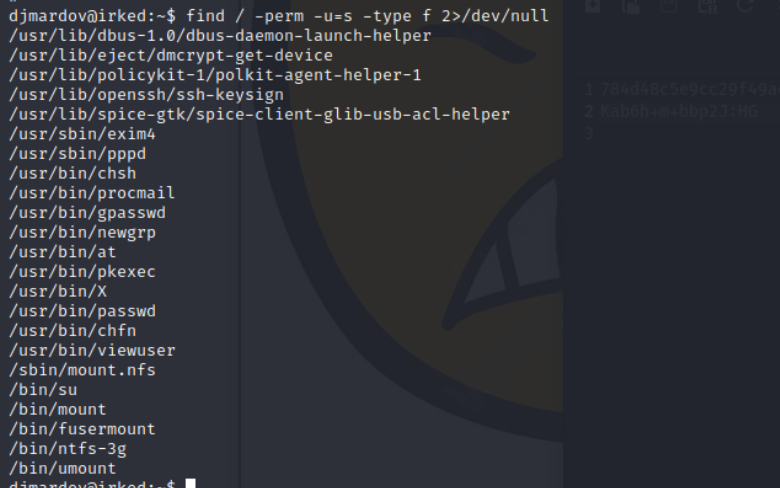 djmardov@irked:~$ find / -perm -u=s -type f 2>/dev/null
/usr/lib/dbus-1.0/dbus-daemon-launch-helper
/usr/lib/eject/dmcrypt-get-device
/usr/lib/policykit-1/polkit-agent-helper-1
/usr/lib/openssh/ssh-keysign
/usr/lib/spice-gtk/spice-client-glib-usb-acl-helper
/usr/sbin/exim4
/usr/sbin/pppd
/usr/bin/chsh
/usr/bin/procmail
/usr/bin/gpasswd
/usr/bin/newgrp
/usr/bin/at
/usr/bin/pkexec
/usr/bin/X
/usr/bin/passwd
/usr/bin/chfn
/usr/bin/viewuser
/sbin/mount.nfs
/bin/su
/bin/mount
/bin/fusermount
/bin/ntfs-3g
/bin/umount
djmardov@irked:~$
1
2 Kab6h+m+bbp2J:HG
3